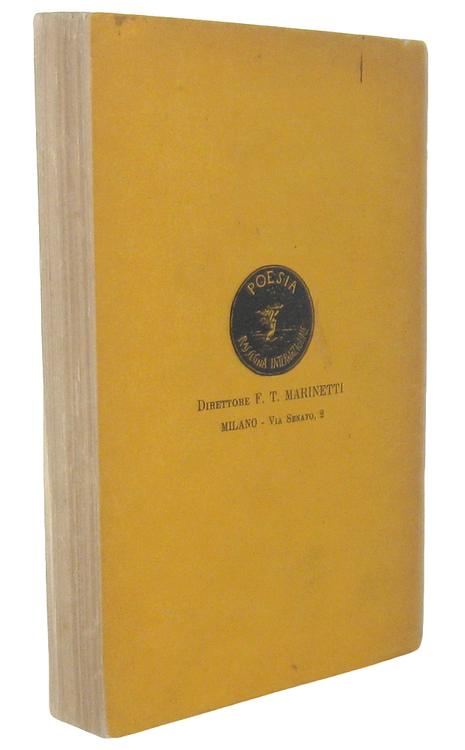 POESIA
RASSEGNA INTERNAZIONALE
DIRETTORE F. T. MARINETTI
MILANO - VIA SENATO, 2